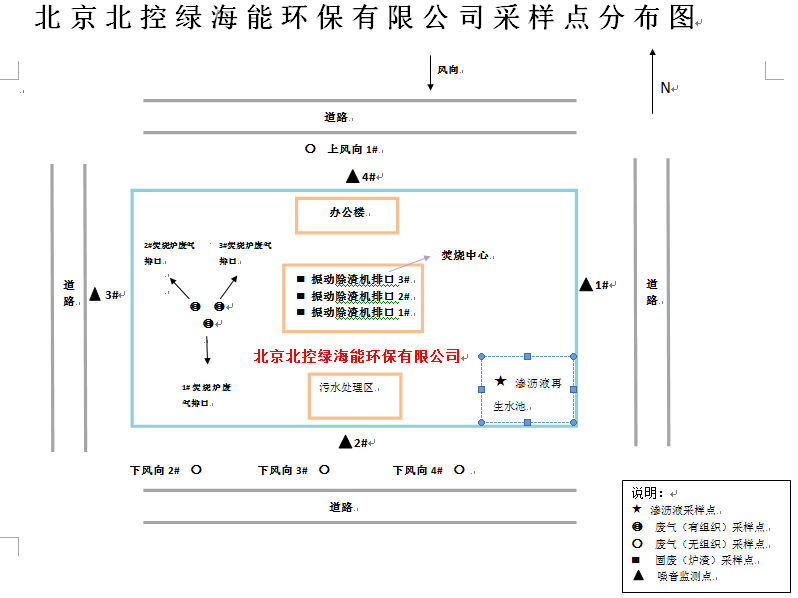 北京北控绿海能环保有限公司采样点分布图
风向
N
道路
上风向 1#
4#
办公楼
2#焚烧炉废气
排口
3#焚烧炉废气
排口
焚烧中心
振动除渣机排口 3#
振动除渣机排口 2#
振动除渣机排口 1#
道
路
3#
1#
道
路
北京北控绿海能环保有限公司
1# 焚烧炉废
气排口
污水处理区
渗沥液再
生水池
2#
下风向 2#
下风向 3#
下风向 4#
道路
说明：
渗沥液采样点
废气（有组织）采样点
废气（无组织）采样点
固废（炉渣）采样点
噪音监测点